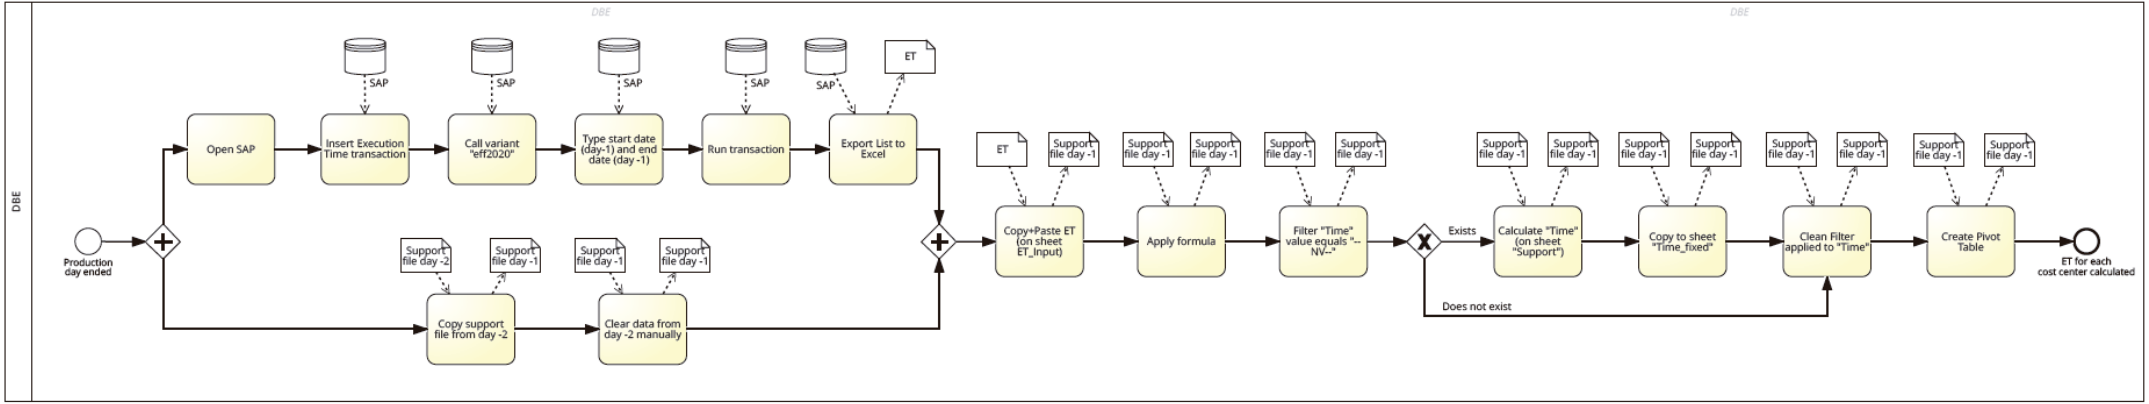 DBE
DBE
DBE
SAP
SAP
SAP
SAP
SAP
ET
Open SAP
Insert Execution
Time transaction
Call variant
"eff2020"
Type start date
(day-1) and end
date (day -1)
Run transaction
Export List to
Excel
Production
day ended
Support
file day -2
Support
file day -1
Support
file day -1
Support
file day -1
Copy support
file from day -2
Clear data from
day -2 manually
ET
Support
file day -1
Support
file day -1
Support
file day -1
Support
file day -1
Support
file day -1
Copy+Paste ET
(on sheet
ET_Input)
Apply formula
Filter "Time"
value equals "--
NV--"
Exists
Does not exist
Support
file day -1
Support
file day -1
Support
file day -1
Support
file day -1
Support
file day -1
Support
file day -1
Support
file day -1
Support
file day -1
Calculate "Time"
(on sheet
"Support")
Copy to sheet
"Time_fixed"
Clean Filter
applied to "Time"
Create Pivot
Table
ET for each
cost center calculated